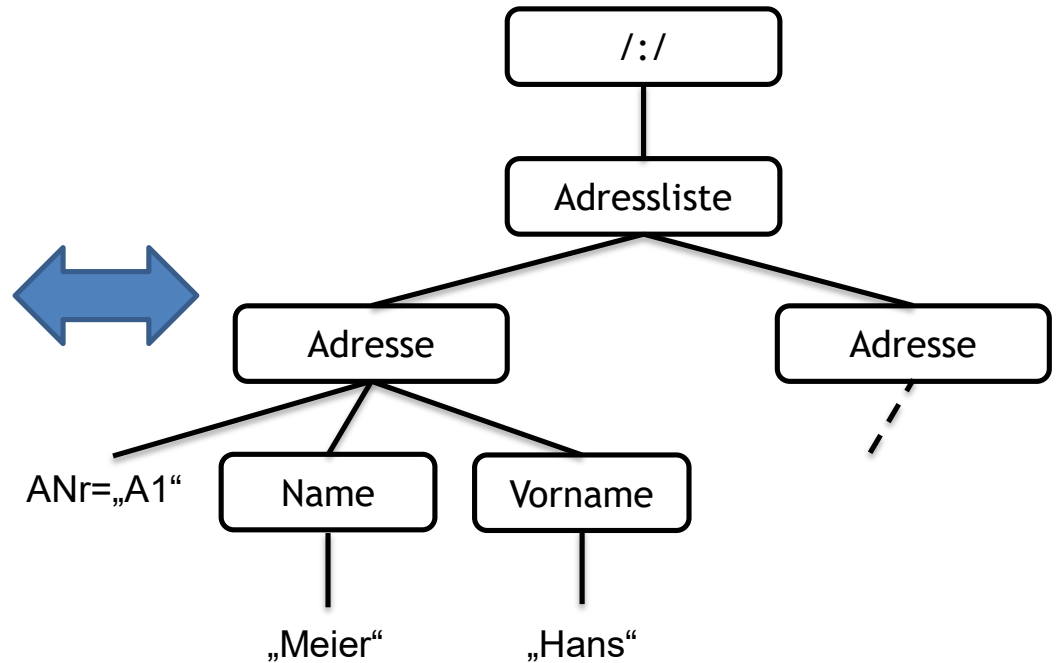 /:/
Adressliste
Adresse
Adresse
ANr=„A1“
Name
Vorname
„Meier“
„Hans“